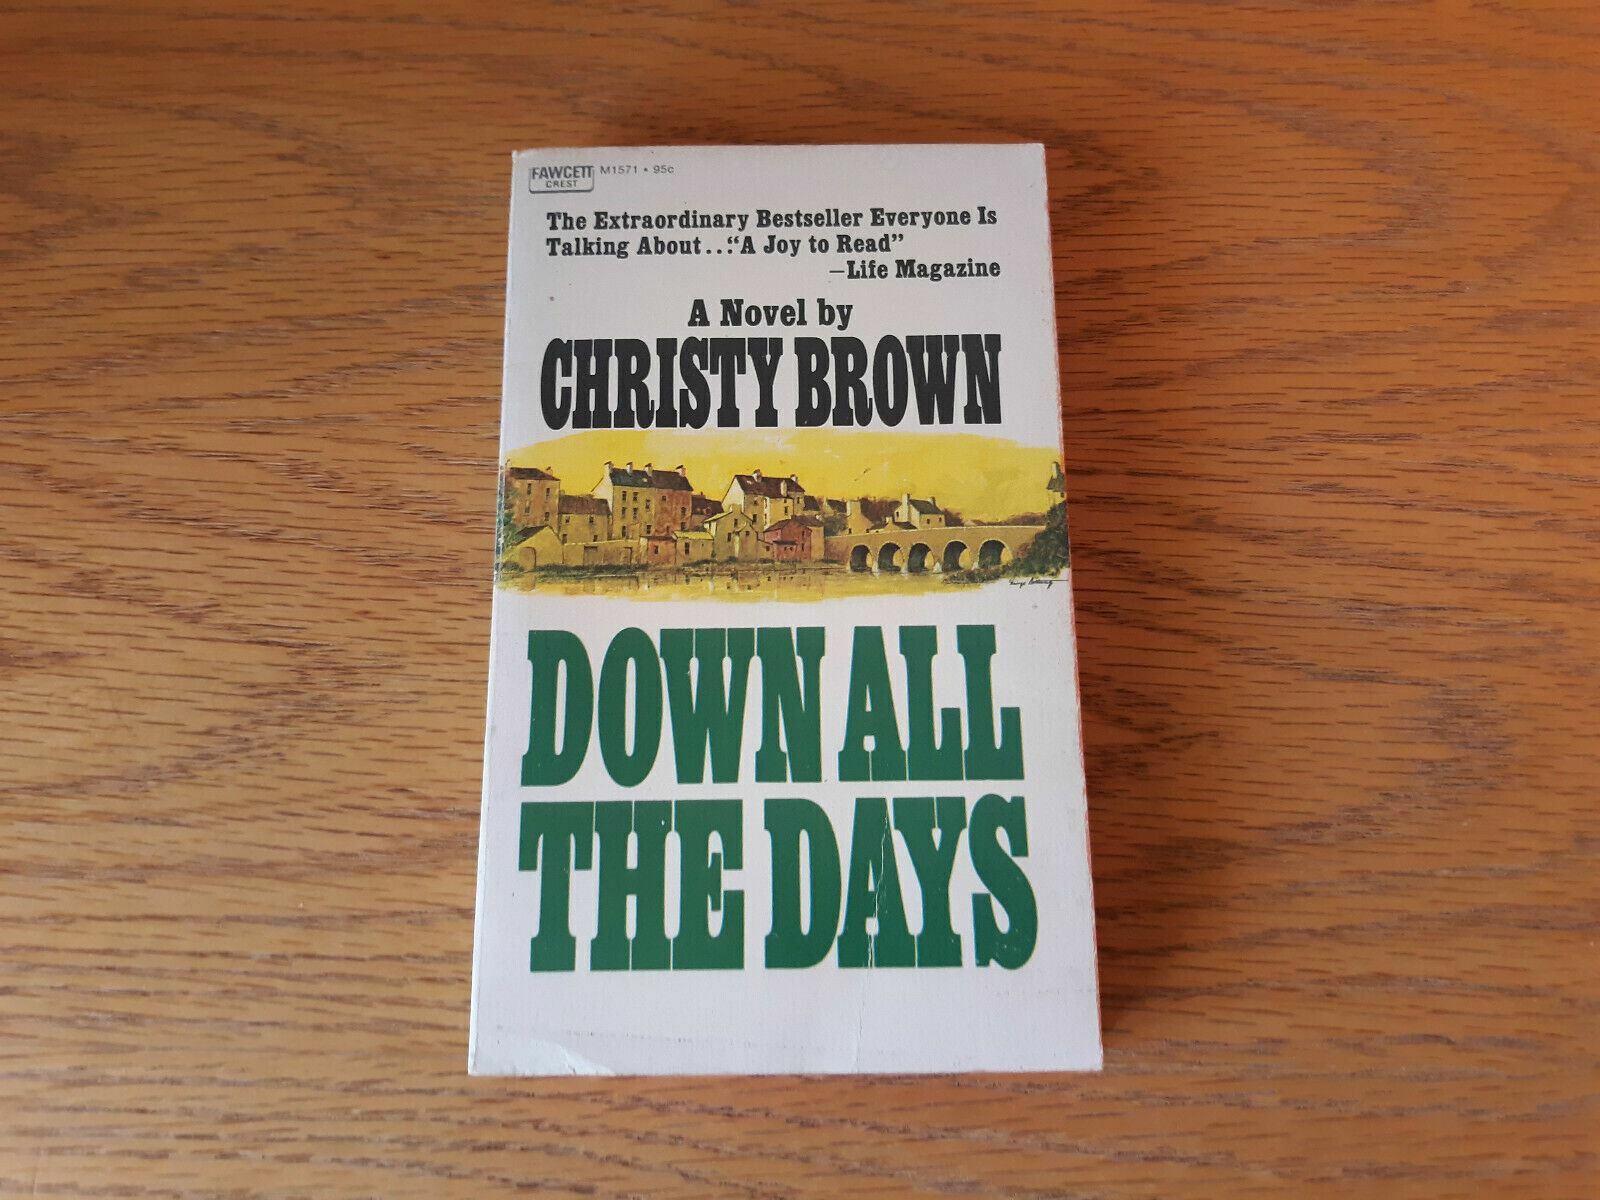 FAWCETT
CREST
M1571 • 95c
The Extraordinary Bestseller Everyone Is
Talking About..."A Joy to Read"
—Life Magazine
A Novel by
CHRISTY BROWN
DOWN ALL
THE DAYS